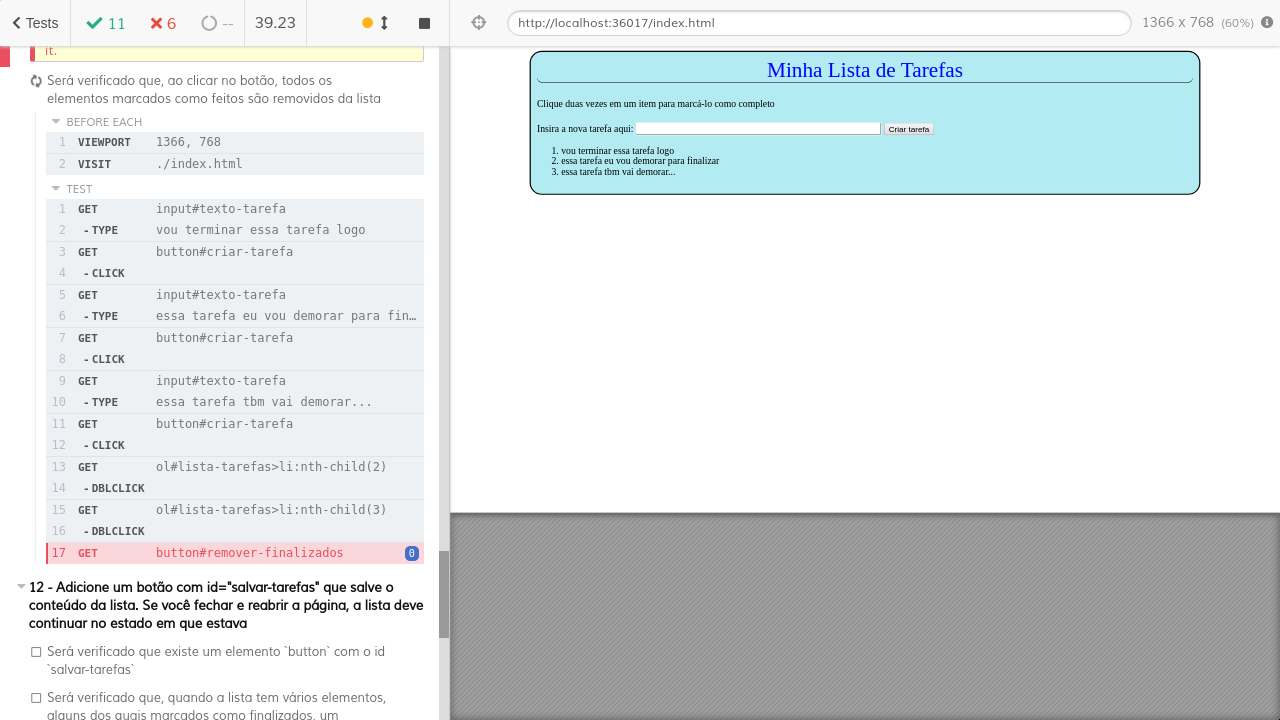 Tests
11
6
--
39.23
http://localhost:36017/index.html
1366 x 768 (60%)
it.
Será verificado que, ao clicar no botão, todos os
elementos marcados como feitos são removidos da lista
BEFORE EACH
1 VIEWPORT 1366, 768
2 VISIT ./index.html
TEST
1 GET input#texto-tarefa
2 -TYPE vou terminar essa tarefa logo
3 GET button#criar-tarefa
4 -CLICK
5 GET input#texto-tarefa
6 -TYPE essa tarefa eu vou demorar para fin…
7 GET button#criar-tarefa
8 -CLICK
9 GET input#texto-tarefa
10 -TYPE essa tarefa tbm vai demorar...
11 GET button#criar-tarefa
12 -CLICK
13 GET ol#lista-tarefas>li:nth-child(2)
14 -DBLCLICK
15 GET ol#lista-tarefas>li:nth-child(3)
16 -DBLCLICK
17 GET button#remover-finalizados 0
12 - Adicione um botão com id="salvar-tarefas" que salve o
conteúdo da lista. Se você fechar e reabrir a página, a lista deve
continuar no estado em que estava
Será verificado que existe um elemento `button` com o id
`salvar-tarefas`
Será verificado que, quando a lista tem vários elementos,
alguns dos quais marcados como finalizados, um
Minha Lista de Tarefas
Clique duas vezes em um item para marcá-lo como completo
Insira a nova tarefa aqui: Criar tarefa
1. vou terminar essa tarefa logo
2. essa tarefa eu vou demorar para finalizar
3. essa tarefa tbm vai demorar...